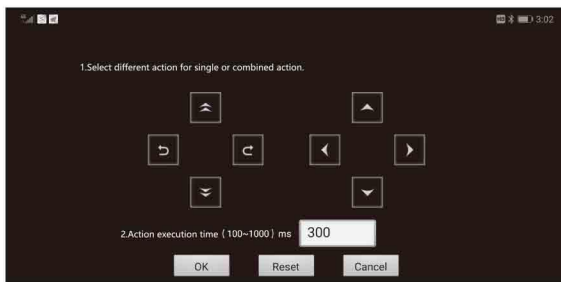 3:02
1.Select different action for single or combined action.
2.Action execution time (100~1000) ms 300
OK Reset Cancel